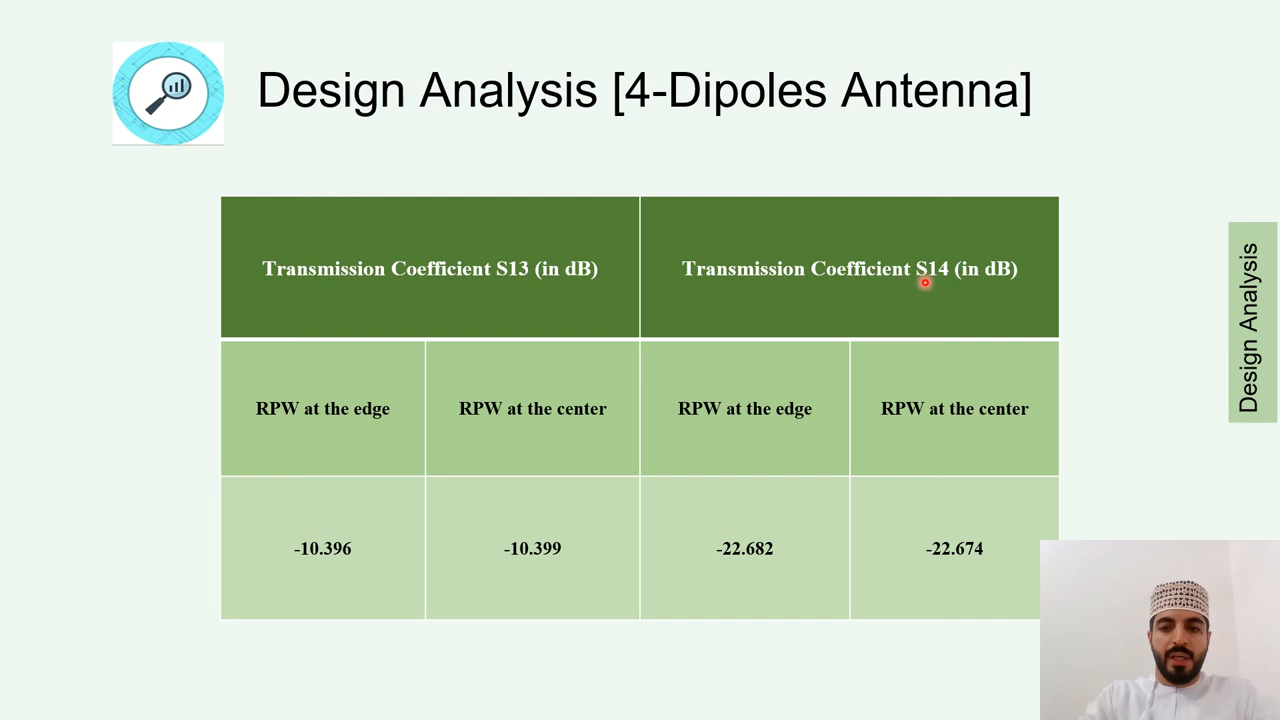 Design Analysis [4-Dipoles Antenna]
Transmission Coefficient S13 (in dB)
Transmission Coefficient S14 (in dB)
RPW at the edge
RPW at the center
RPW at the edge
RPW at the center
-10.396
-10.399
-22.682
-22.674
Design Analysis